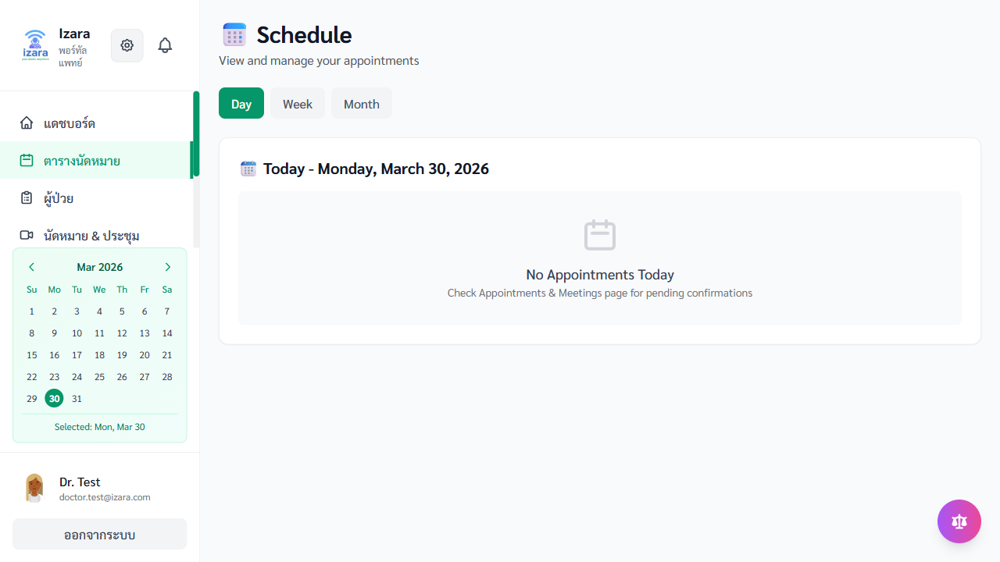 izara
Izara
พอร์ทัล
แพทย์
แดชบอร์ด
ตารางนัดหมาย
ผู้ป่วย
นัดหมาย & ประชุม
Mar 2026
Su Mo Tu We Th Fr Sa
1 2 3 4 5 6 7
8 9 10 11 12 13 14
15 16 17 18 19 20 21
22 23 24 25 26 27 28
29 30 31
Selected: Mon, Mar 30
Dr. Test
doctor.test@izara.com
ออกจากระบบ
Schedule
View and manage your appointments
Day Week Month
Today - Monday, March 30, 2026
No Appointments Today
Check Appointments & Meetings page for pending confirmations